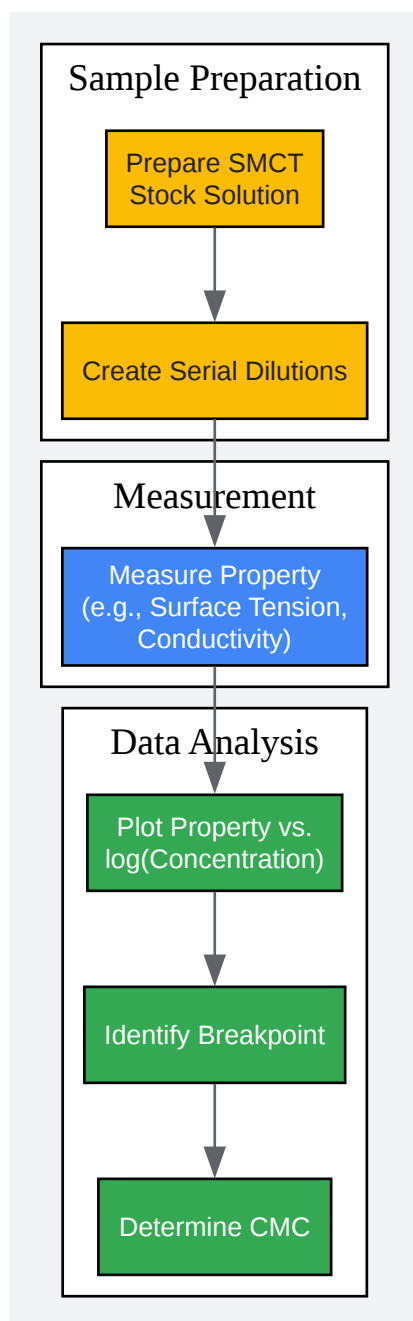 Sample Preparation
Prepare SMCT
Stock Solution
Create Serial Dilutions
Measurement
Measure Property
(e.g., Surface Tension,
Conductivity)
Data Analysis
Plot Property vs.
log(Concentration)
Identify Breakpoint
Determine CMC